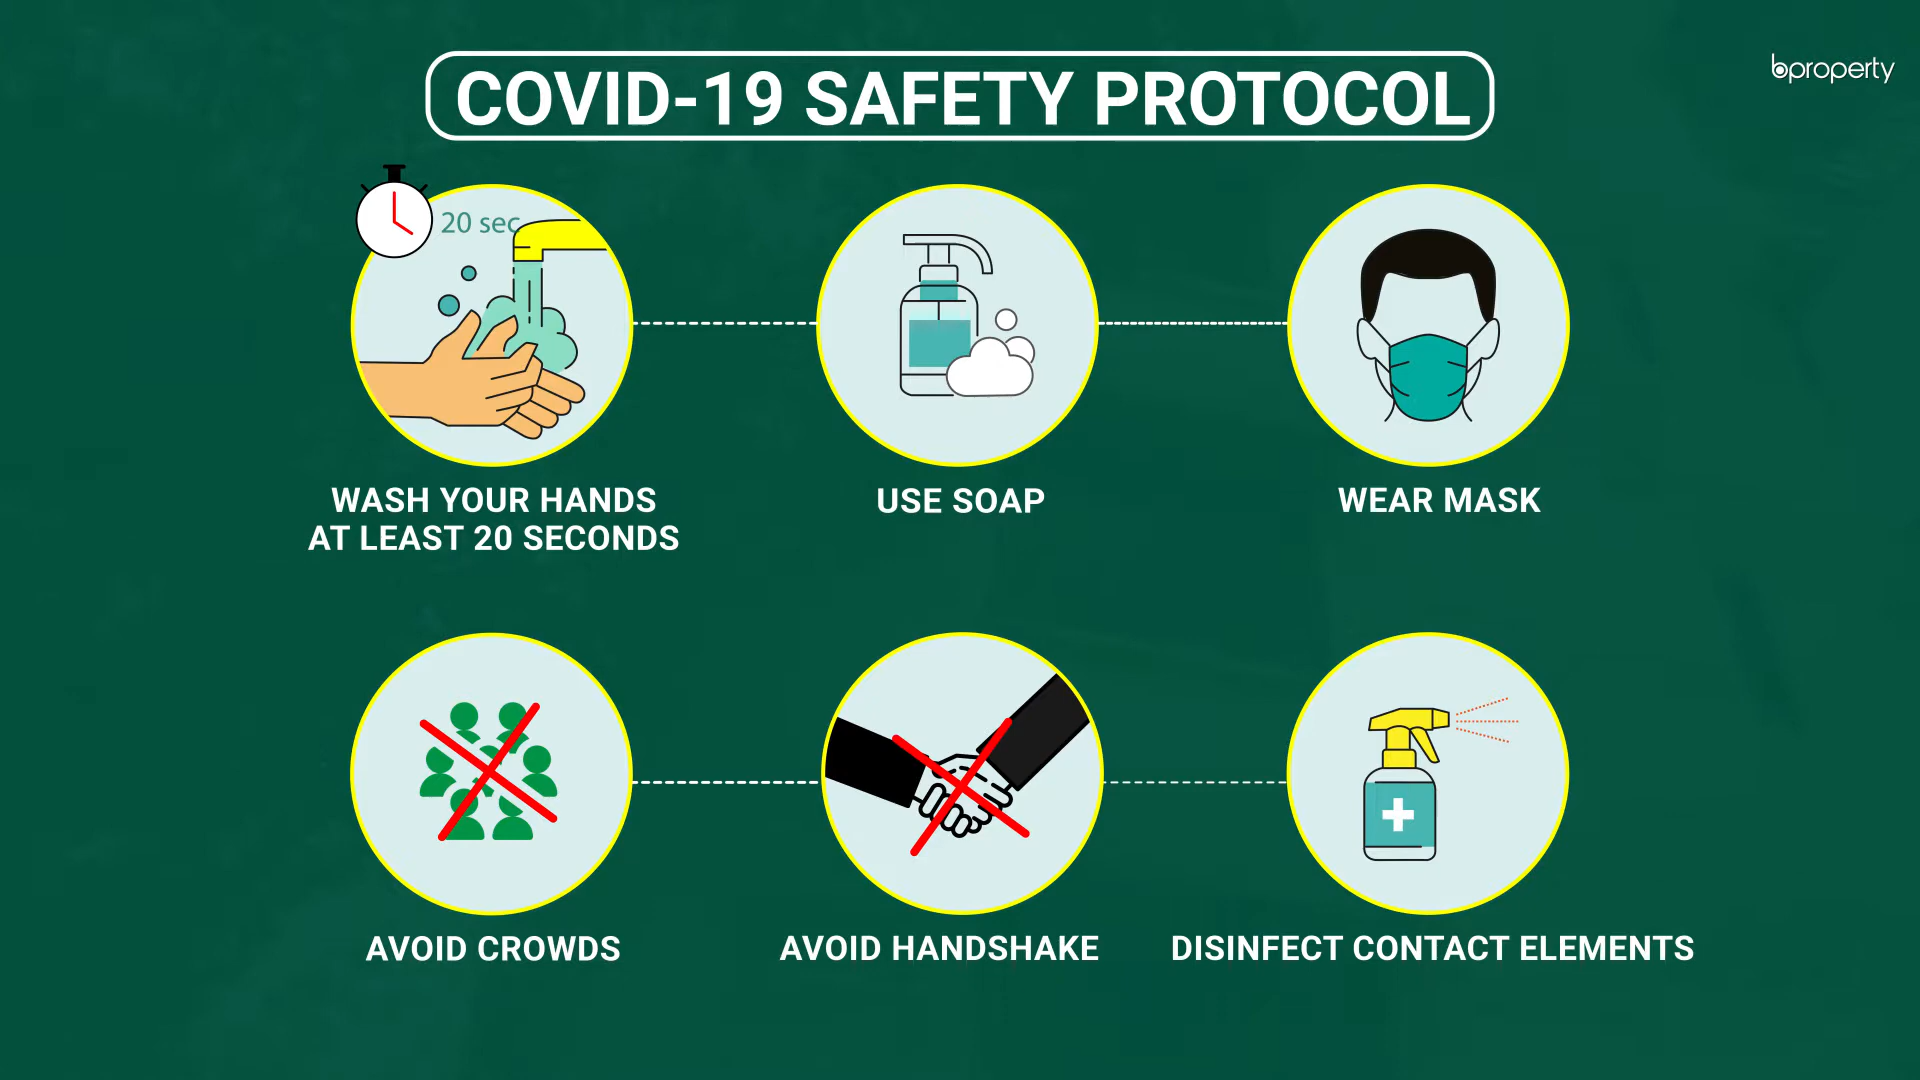 COVID-19 SAFETY PROTOCOL
bproperty
20 sec
WASH YOUR HANDS
AT LEAST 20 SECONDS
USE SOAP
WEAR MASK
AVOID CROWDS
AVOID HANDSHAKE
DISINFECT CONTACT ELEMENTS